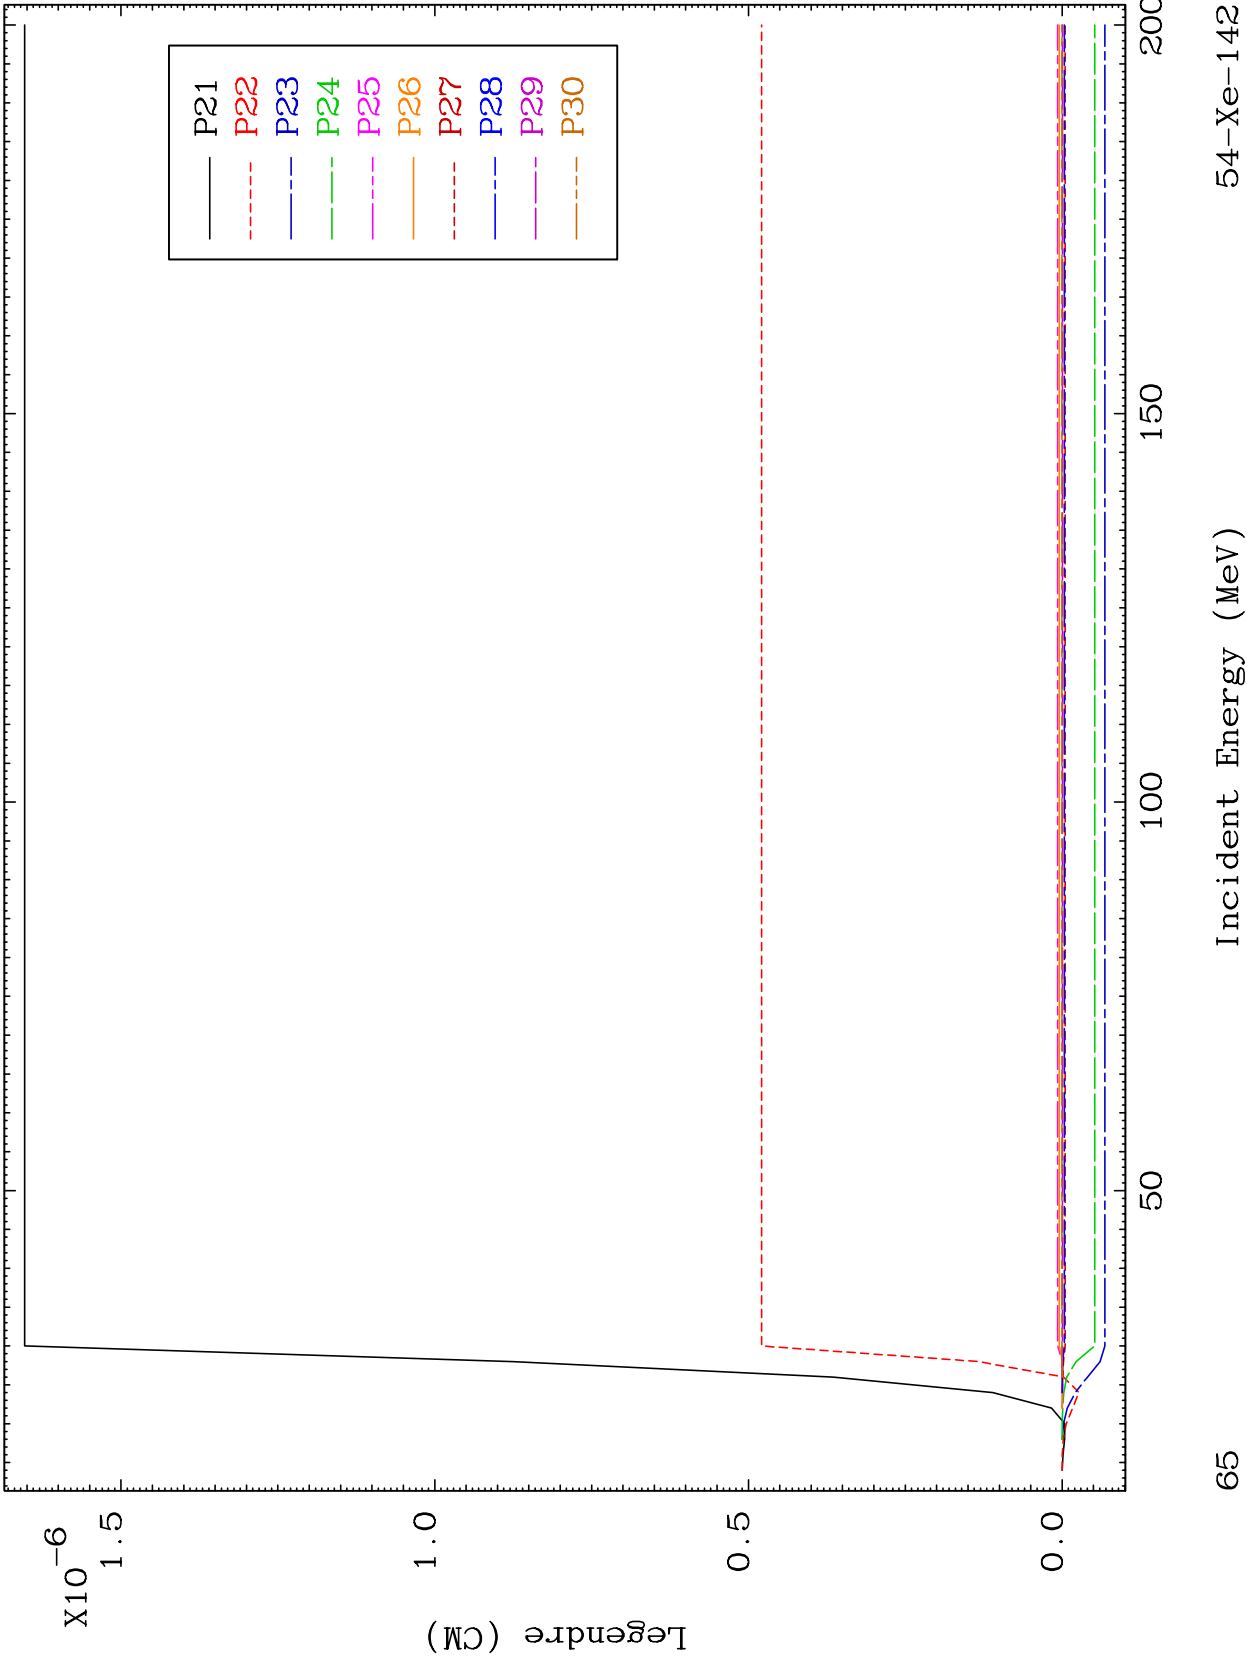 X10-6
1.5
1.0
0.5
0.0
Legendre (CM)
P21
P22
P23
P24
P25
P26
P27
P28
P29
P30
50
100
150
200
Incident Energy (MeV)
65
54-Xe-142